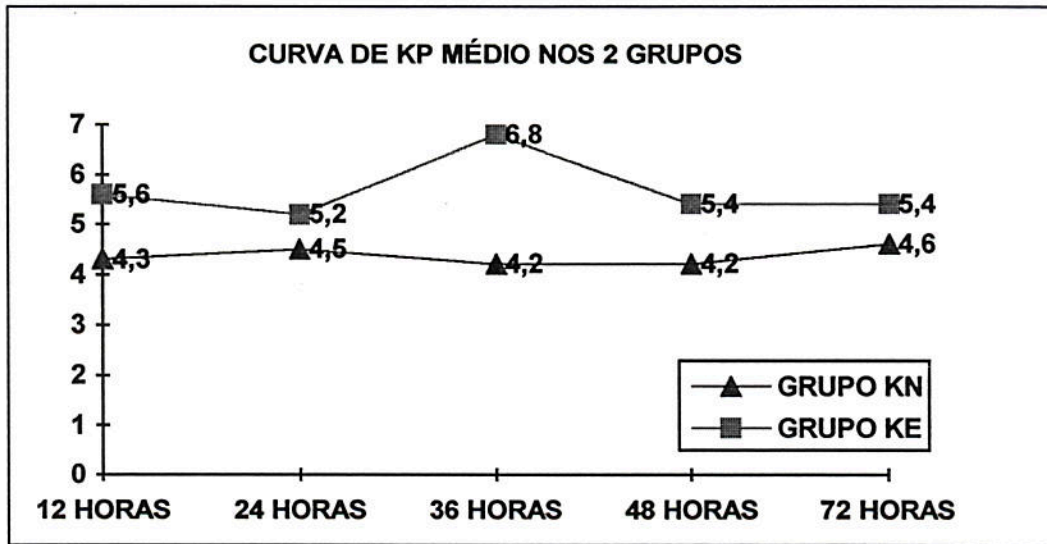 CURVA DE KP MÉDIO NOS 2 GRUPOS
7
6
5
4
3
2
1
0
5,6
5,2
6,8
5,4
5,4
4,3
4,5
4,2
4,2
4,6
GRUPO KN
GRUPO KE
12 HORAS
24 HORAS
36 HORAS
48 HORAS
72 HORAS